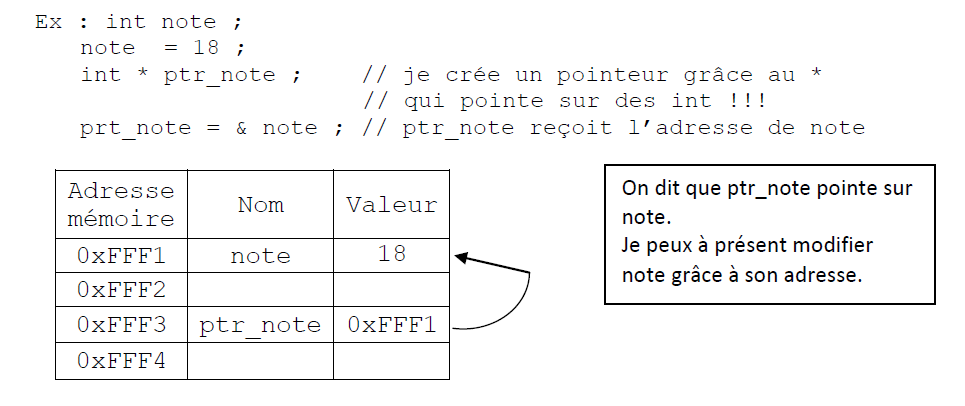 Ex : int note ;
note = 18 ;
int * ptr_note ; // je crée un pointeur grâce au *
// qui pointe sur des int !!!
prt_note = & note ; // ptr_note reçoit l’adresse de note
Adresse mémoire Nom Valeur
0xFFF1 note 18
0xFFF2
0xFFF3 ptr_note 0xFFF1
0xFFF4
On dit que ptr_note pointe sur
note.
Je peux à présent modifier
note grâce à son adresse.